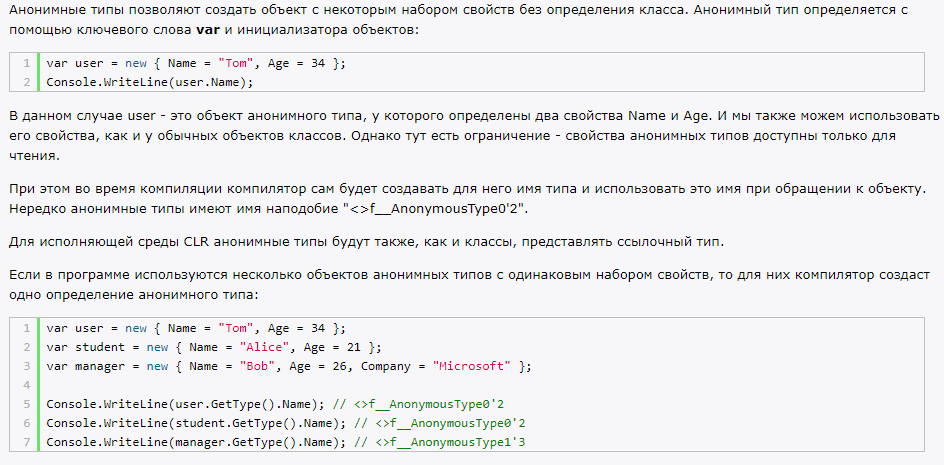 Анонимные типы позволяют создать объект с некоторым набором свойств без определения класса. Анонимный тип определяется с
помощью ключевого слова var и инициализатора объектов:
1 var user = new { Name = "Tom", Age = 34 };
2 Console.WriteLine(user.Name);
В данном случае user - это объект анонимного типа, у которого определены два свойства Name и Age. И мы также можем использовать
его свойства, как и у обычных объектов классов. Однако тут есть ограничение - свойства анонимных типов доступны только для
чтения.
При этом во время компиляции компилятор сам будет создавать для него имя типа и использовать это имя при обращении к объекту.
Нередко анонимные типы имеют имя наподобие "<>f__AnonymousType0'2".
Для исполняющей среды CLR анонимные типы будут также, как и классы, представлять ссылочный тип.
Если в программе используются несколько объектов анонимных типов с одинаковым набором свойств, то для них компилятор создаст
одно определение анонимного типа:
1 var user = new { Name = "Tom", Age = 34 };
2 var student = new { Name = "Alice", Age = 21 };
3 var manager = new { Name = "Bob", Age = 26, Company = "Microsoft" };
4
5 Console.WriteLine(user.GetType().Name); // <>f__AnonymousType0'2
6 Console.WriteLine(student.GetType().Name); // <>f__AnonymousType0'2
7 Console.WriteLine(manager.GetType().Name); // <>f__AnonymousType1'3